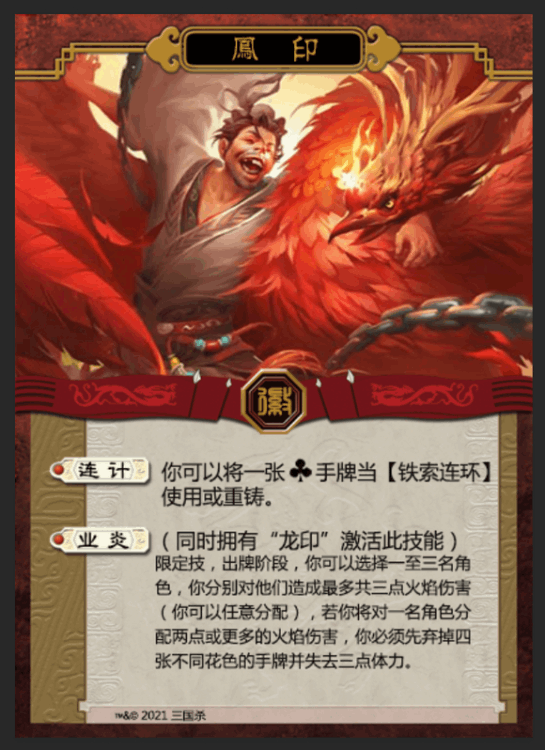 鳳印
徽
连计
你可以将一张♣手牌当【铁索连环】
使用或重铸。
业炎
（同时拥有“龙印”激活此技能）
限定技，出牌阶段，你可以选择一至三名角
色，你分别对他们造成最多共三点火焰伤害
（你可以任意分配），若你将对一名角色分
配两点或更多的火焰伤害，你必须先弃掉四
张不同花色的手牌并失去三点体力。
™&© 2021 三国杀